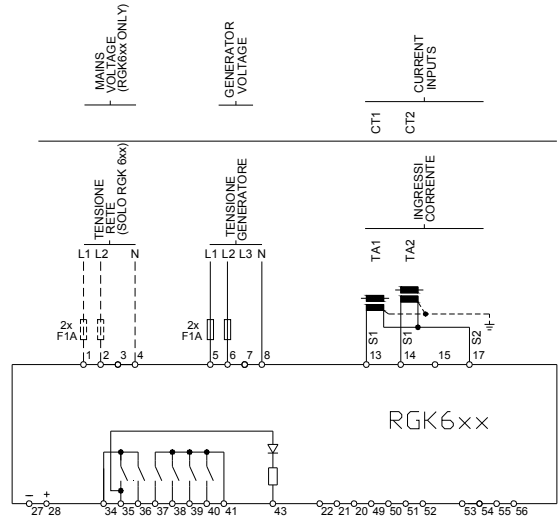 MAINS
VOLTAGE
(RGK6xx ONLY)
GENERATOR
VOLTAGE
CURRENT
INPUTS
CT1
CT2
TENSIONE
RETE
(SOLO RGK 6xx)
TENSIONE
GENERATORE
INGRESSI
CORRENTE
TA1
TA2
L1 L2 N
L1 L2 L3 N
2x
F1A
2x
F1A
S1
S1
S2
1 2 3 4
5 6 7 8
13 14 15 17
RGK6xx
– +
27 28 34 35 36 37 38 39 40 41 43 22 21 20 49 50 51 52 53 54 55 56